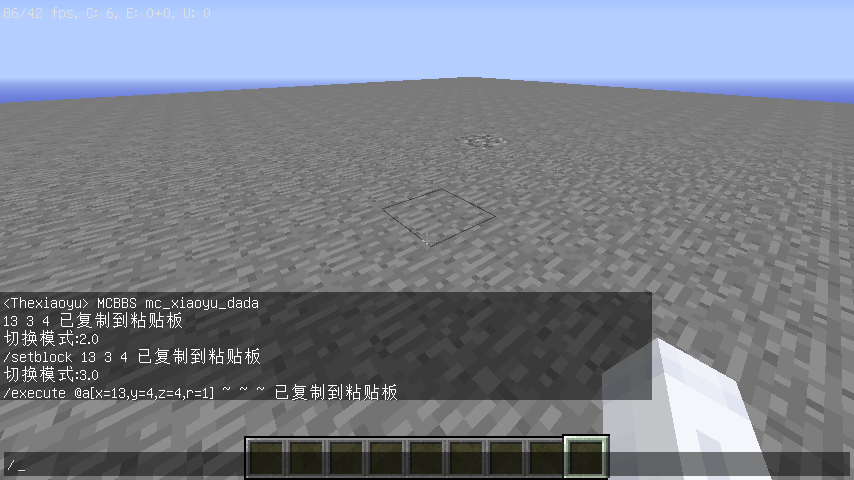 86/42 fps, C: 6, E: 0+0, U: 0
<Thexiaoyu> MCBBS mc_xiaoyu_dada
13 3 4 已复制到粘贴板
切换模式:2.0
/setblock 13 3 4 已复制到粘贴板
切换模式:3.0
/execute @a[x=13,y=4,z=4,r=1] ~ ~ ~ 已复制到粘贴板
/_